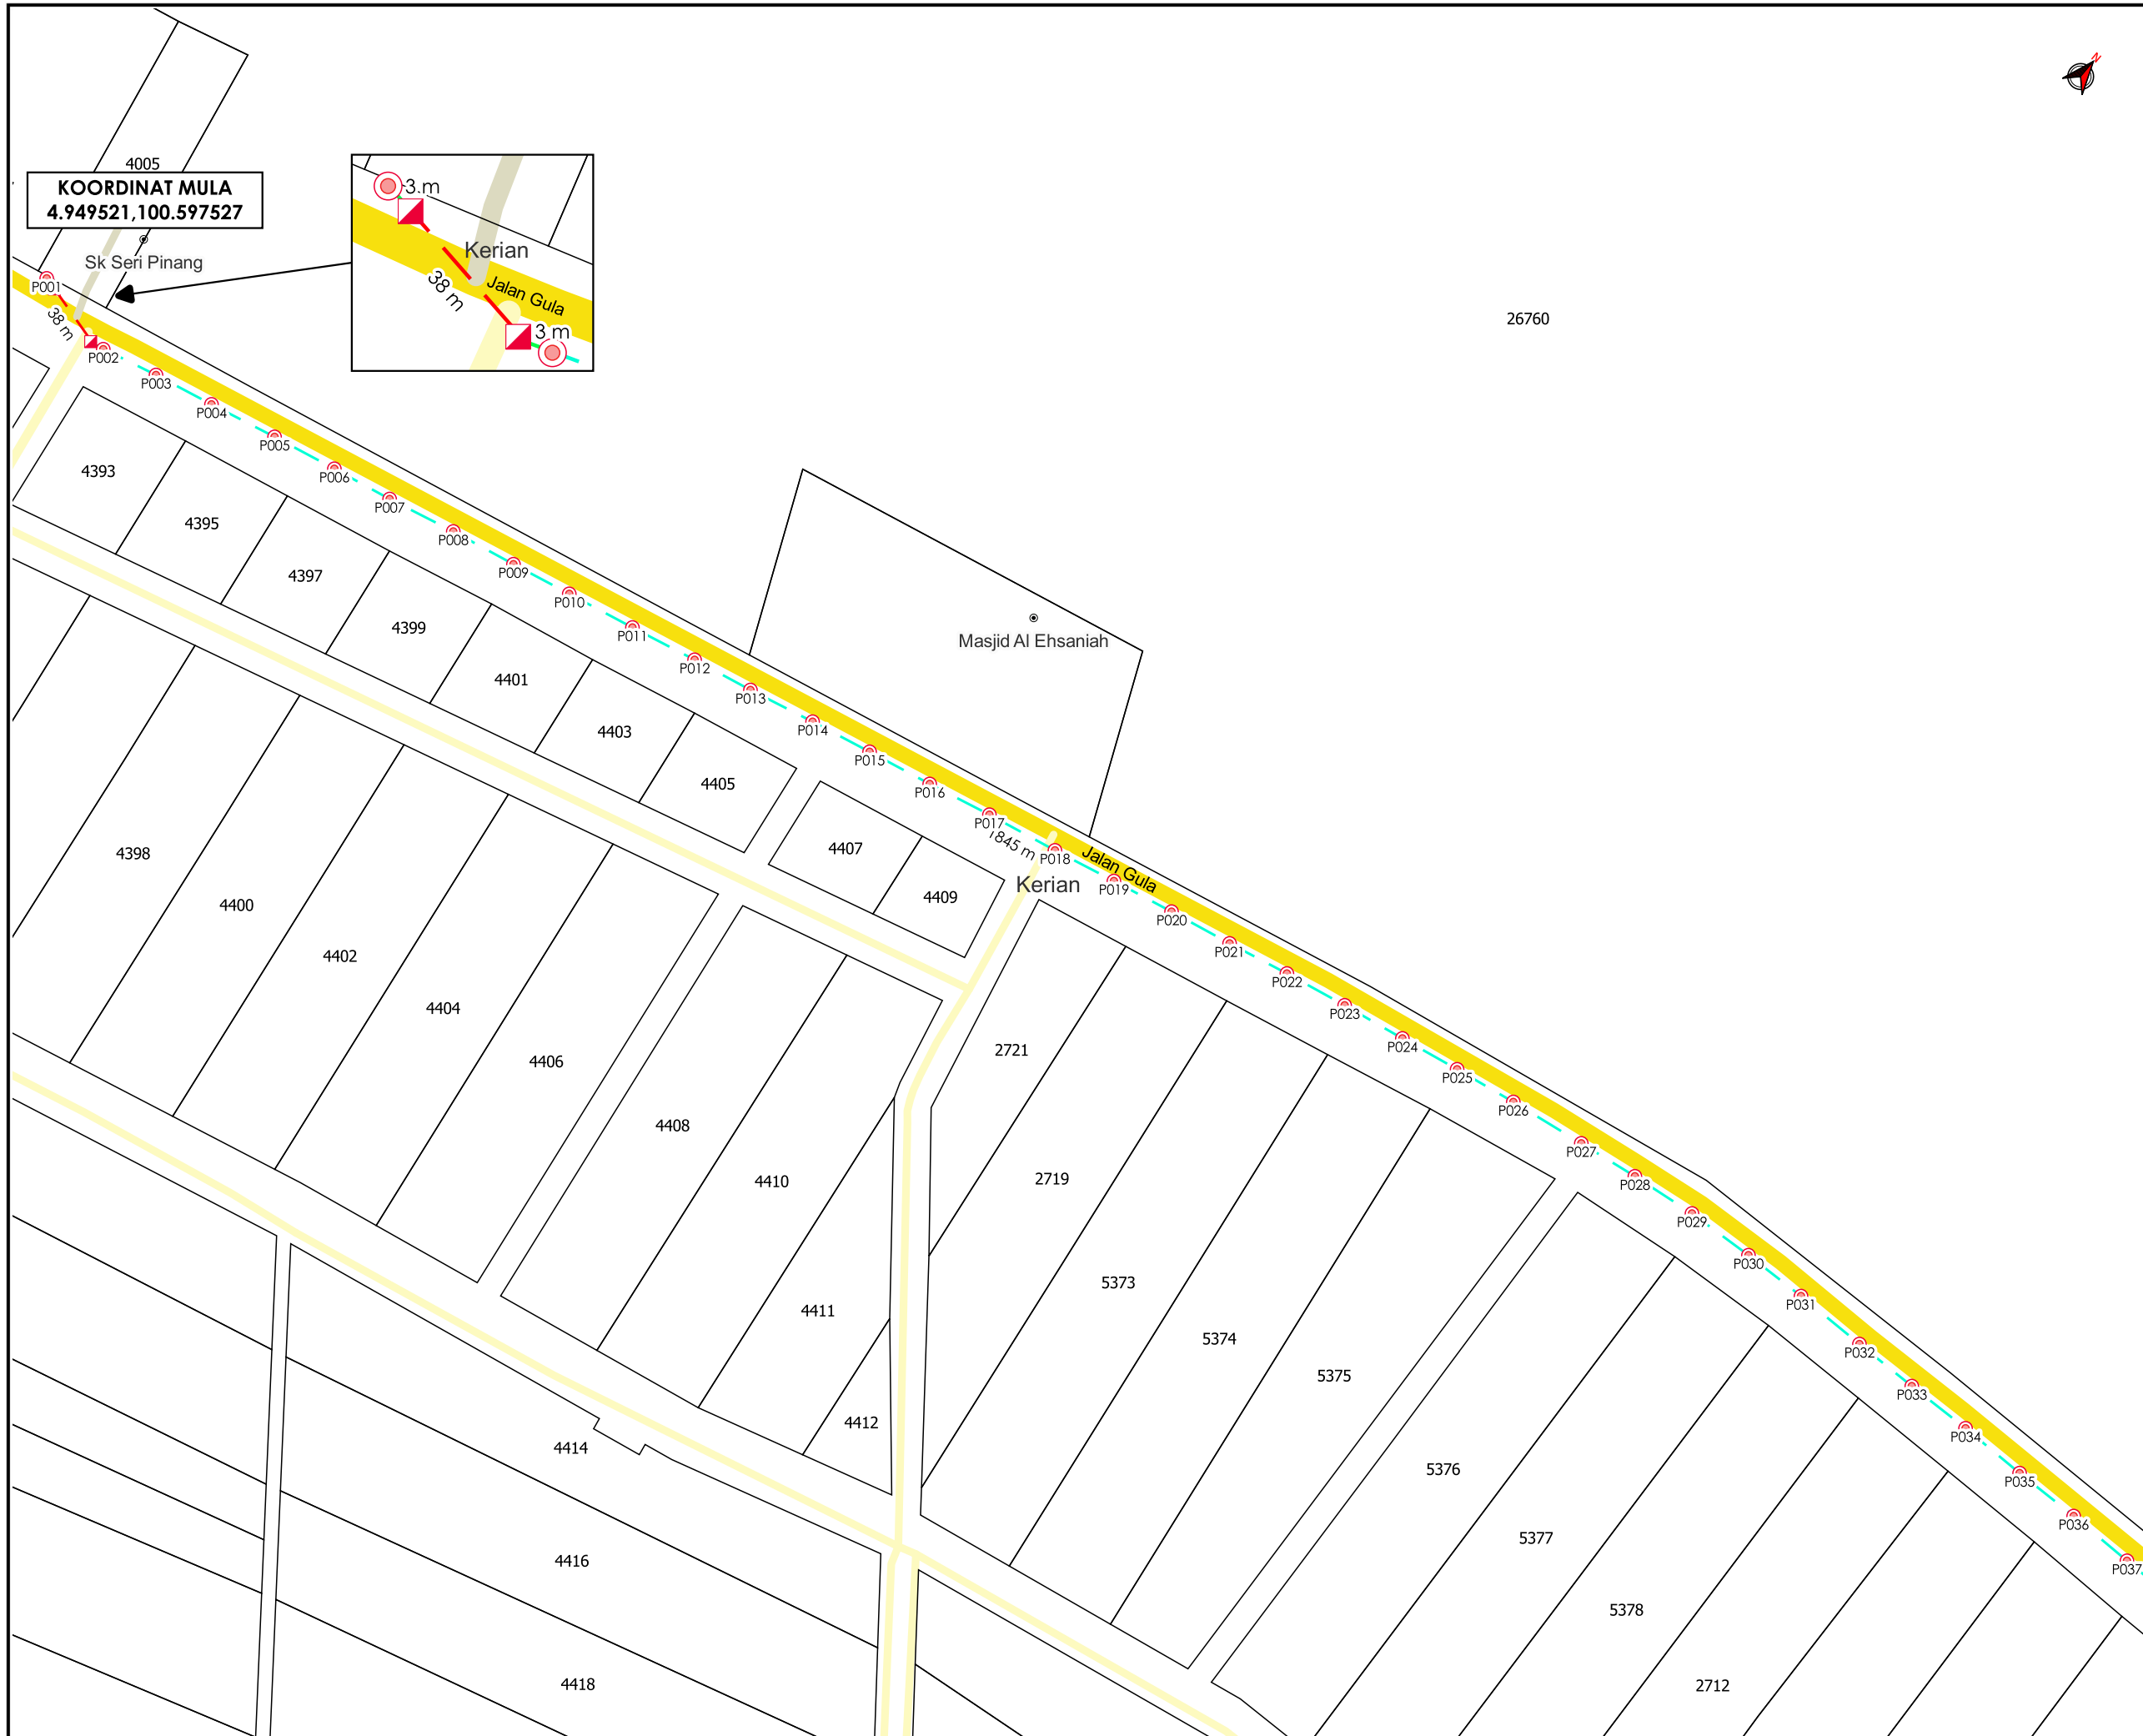 N
4005
KOORDINAT MULA
4.949521,100.597527
Sk Seri Pinang
3 m
Kerian
38 m
Jalan Gula
3 m
26760
P001
38 m
P002
P003
P004
P005
P006
P007
P008
P009
P010
P011
P012
P013
P014
P015
P016
P017
1845 m
P018
Jalan Gula
Kerian
P019
P020
P021
P022
P023
P024
P025
P026
P027
P028
P029
P030
P031
P032
P033
P034
P035
P036
P037
Masjid Al Ehsaniah
4393
4395
4397
4399
4401
4403
4405
4407
4409
4398
4400
4402
4404
4406
4408
4410
4411
4412
2721
2719
5373
5374
5375
5376
5377
5378
2712
4414
4416
4418